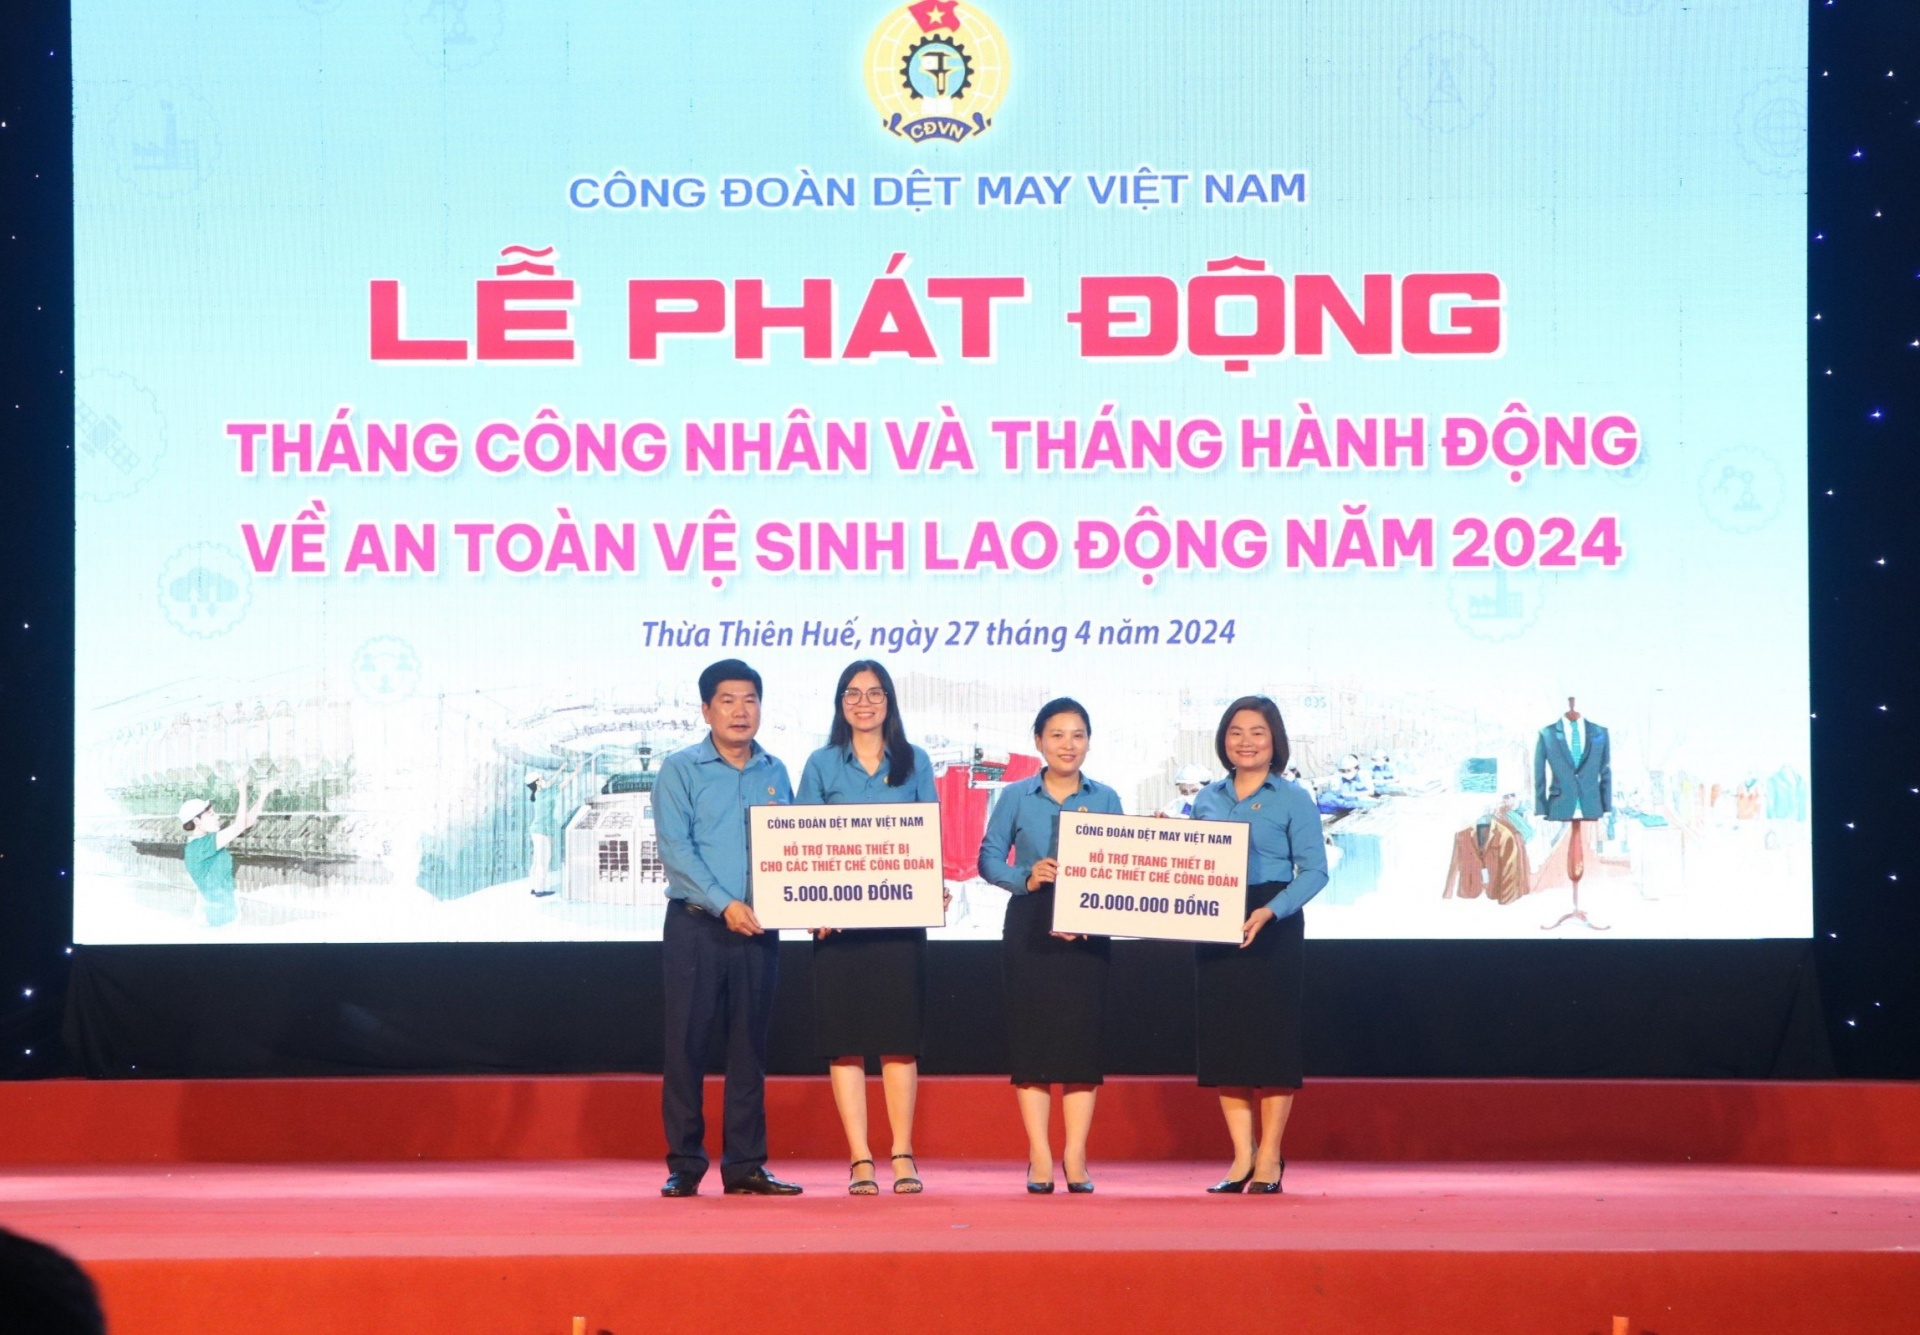 CĐVN
CÔNG ĐOÀN DỆT MAY VIỆT NAM
LỄ PHÁT ĐỘNG
THÁNG CÔNG NHÂN VÀ THÁNG HÀNH ĐỘNG
VỀ AN TOÀN VỆ SINH LAO ĐỘNG NĂM 2024
Thừa Thiên Huế, ngày 27 tháng 4 năm 2024
CÔNG ĐOÀN DỆT MAY VIỆT NAM
HỖ TRỢ TRANG THIẾT BỊ
CHO CÁC THIẾT CHẾ CÔNG ĐOÀN
5.000.000 ĐỒNG
CÔNG ĐOÀN DỆT MAY VIỆT NAM
HỖ TRỢ TRANG THIẾT BỊ
CHO CÁC THIẾT CHẾ CÔNG ĐOÀN
20.000.000 ĐỒNG